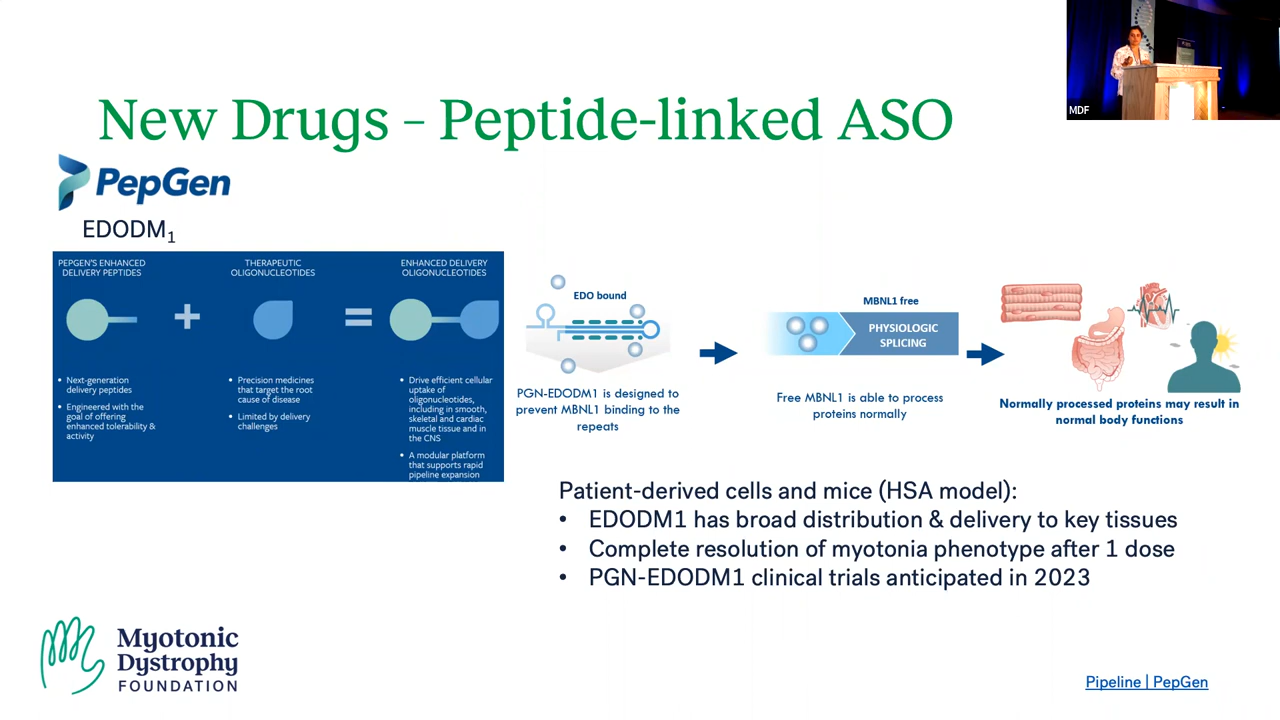 MDF
New Drugs – Peptide-linked ASO
PepGen
EDODM1
PEPGEN'S ENHANCED
DELIVERY PEPTIDES
+
THERAPEUTIC
OLIGONUCLEOTIDES
=
ENHANCED DELIVERY
OLIGONUCLEOTIDES
• Next-generation
delivery peptides
• Engineered with the
goal of offering
enhanced tolerability &
activity
• Precision medicines
that target the root
cause of disease
• Limited by delivery
challenges
• Drive efficient cellular
uptake of
oligonucleotides,
including in smooth,
skeletal and cardiac
muscle tissue and in
the CNS
• A modular platform
that supports rapid
pipeline expansion
EDO bound
PGN-EDODM1 is designed to
prevent MBNL1 binding to the
repeats
MBNL1 free
PHYSIOLOGIC
SPLICING
Free MBNL1 is able to process
proteins normally
Normally processed proteins may result in
normal body functions
Patient-derived cells and mice (HSA model):
• EDODM1 has broad distribution & delivery to key tissues
• Complete resolution of myotonia phenotype after 1 dose
• PGN-EDODM1 clinical trials anticipated in 2023
Myotonic
Dystrophy
FOUNDATION
Pipeline | PepGen